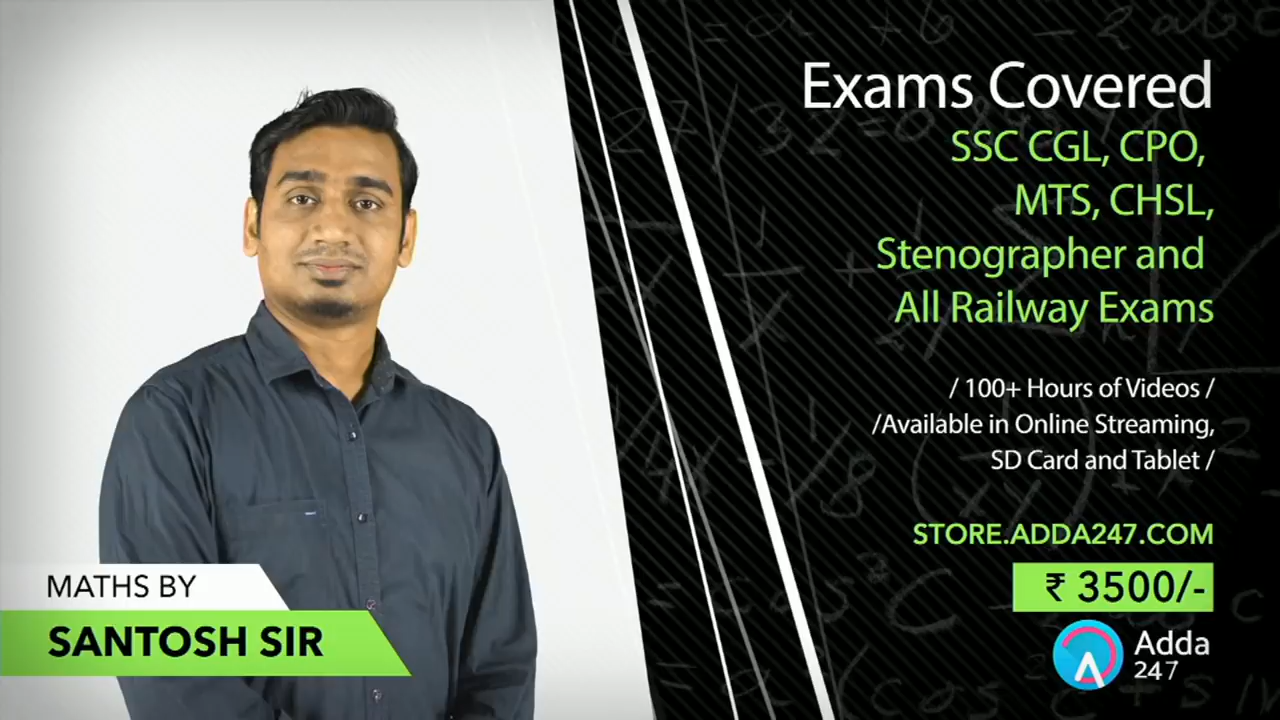 Exams Covered
SSC CGL, CPO,
MTS, CHSL,
Stenographer and
All Railway Exams
/ 100+ Hours of Videos /
/Available in Online Streaming,
SD Card and Tablet /
STORE.ADDA247.COM
₹ 3500/-
Adda
247
MATHS BY
SANTOSH SIR